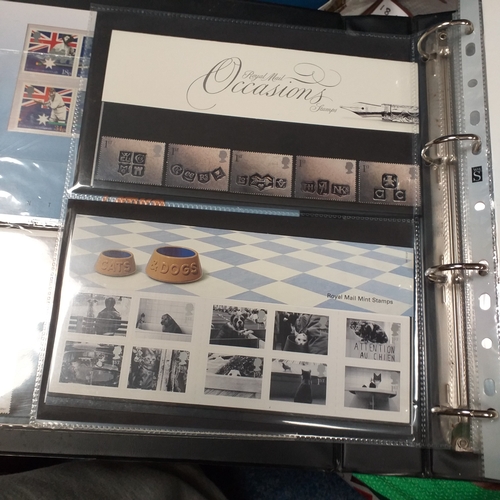 Royal Mail
Occasions
Stamps
1st
1st
1st
1st
1st
CATS
& DOGS
Royal Mail Mint Stamps
ATTENTION
AU CHIEN